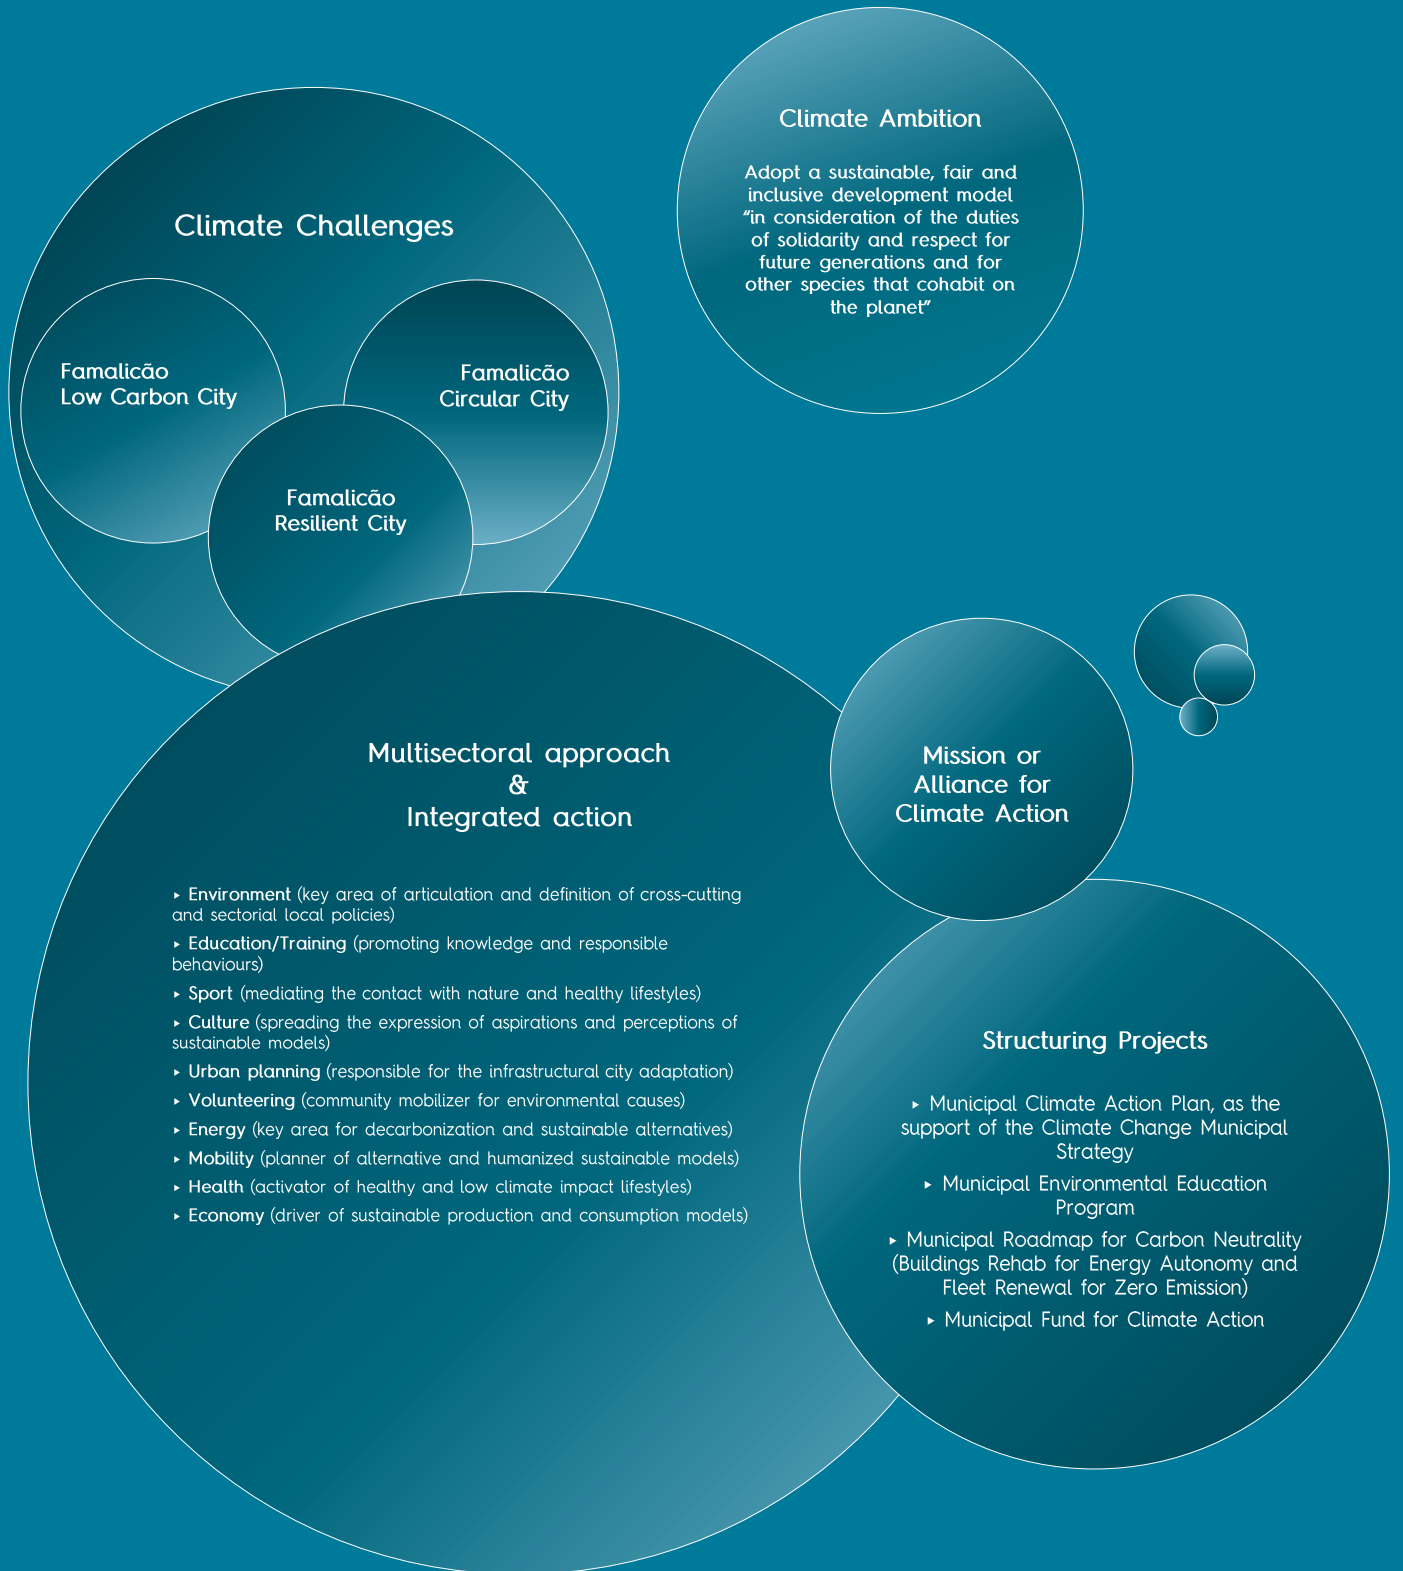 Climate Ambition
Adopt a sustainable, fair and
inclusive development model
“in consideration of the duties
of solidarity and respect for
future generations and for
other species that cohabit on
the planet”
Climate Challenges
Famalicão
Low Carbon City
Famalicão
Circular City
Famalicão
Resilient City
Multisectoral approach
&
Integrated action
▸ Environment (key area of articulation and definition of cross-cutting
and sectorial local policies)
▸ Education/Training (promoting knowledge and responsible
behaviours)
▸ Sport (mediating the contact with nature and healthy lifestyles)
▸ Culture (spreading the expression of aspirations and perceptions of
sustainable models)
▸ Urban planning (responsible for the infrastructural city adaptation)
▸ Volunteering (community mobilizer for environmental causes)
▸ Energy (key area for decarbonization and sustainable alternatives)
▸ Mobility (planner of alternative and humanized sustainable models)
▸ Health (activator of healthy and low climate impact lifestyles)
▸ Economy (driver of sustainable production and consumption models)
Mission or
Alliance for
Climate Action
Structuring Projects
▸ Municipal Climate Action Plan, as the
support of the Climate Change Municipal
Strategy
▸ Municipal Environmental Education
Program
▸ Municipal Roadmap for Carbon Neutrality
(Buildings Rehab for Energy Autonomy and
Fleet Renewal for Zero Emission)
▸ Municipal Fund for Climate Action